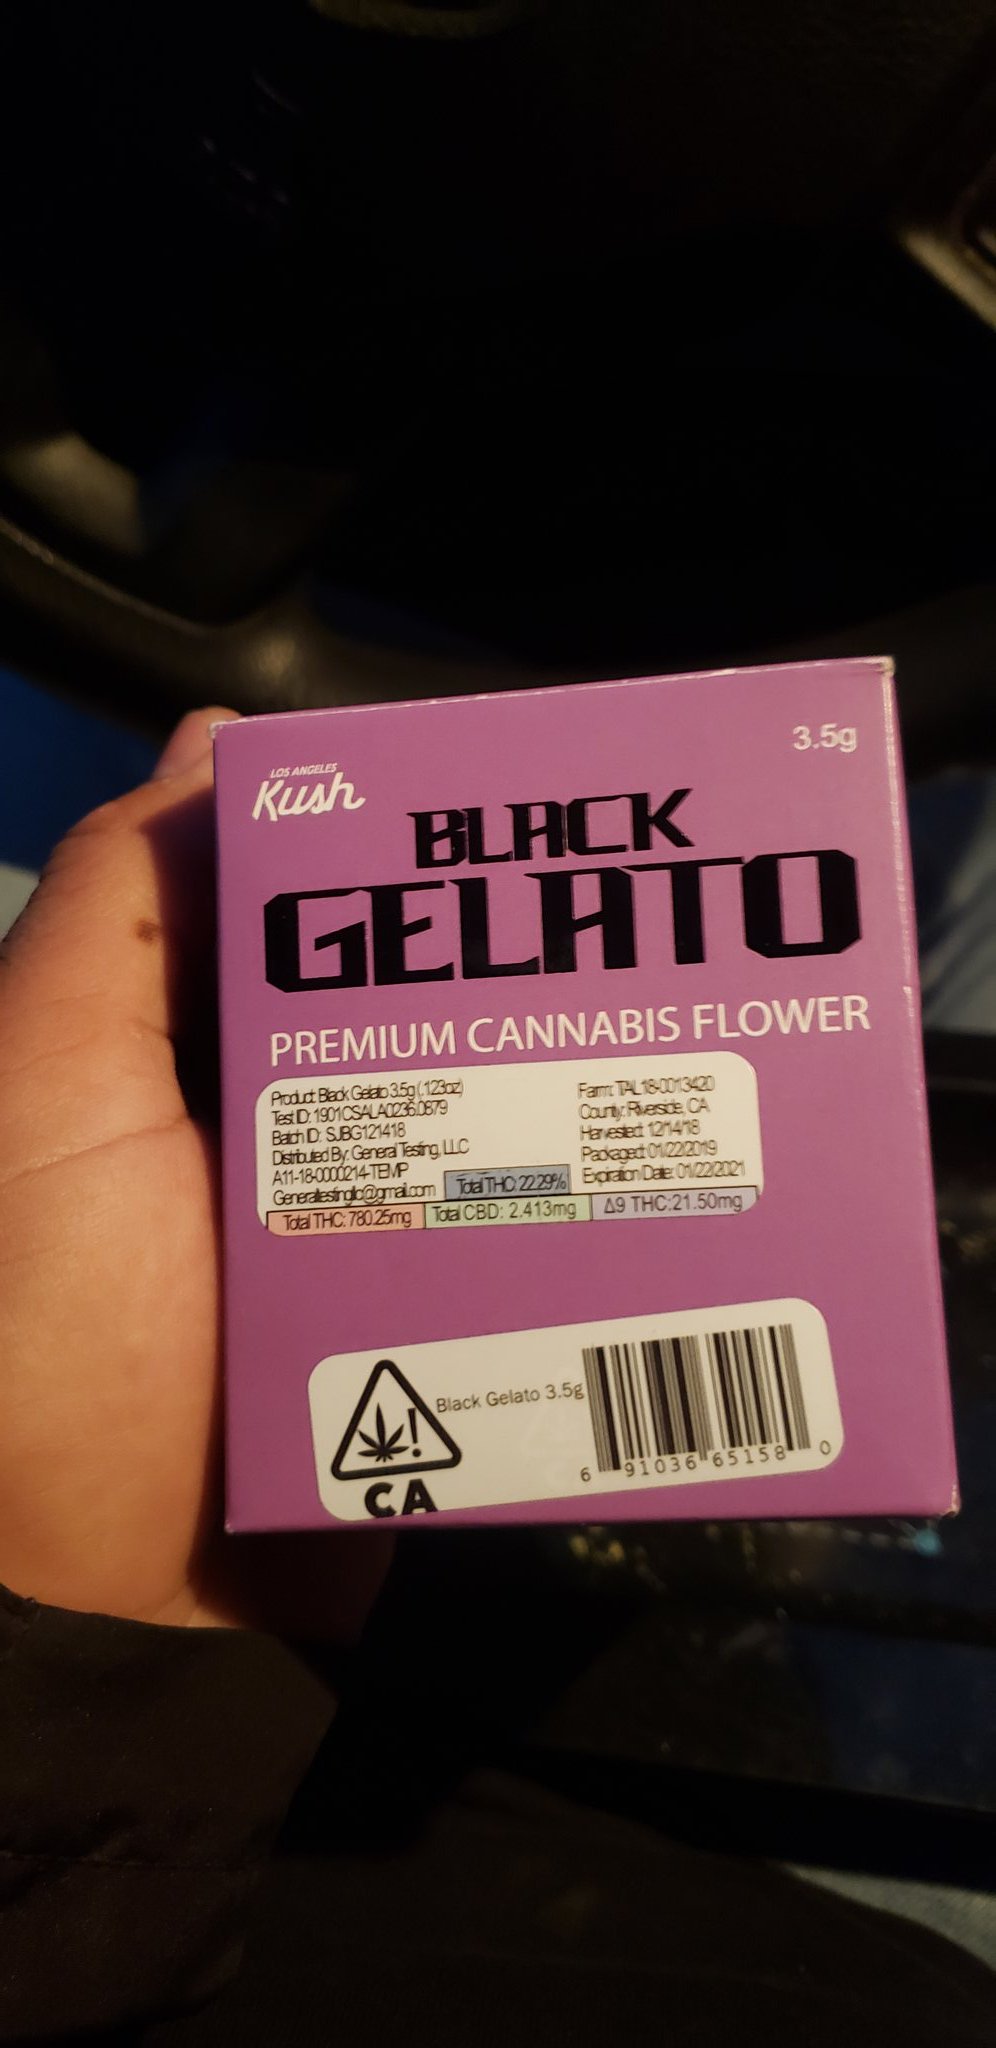 3.5g
LOS ANGELES
Kush
BLACK
GELATO
PREMIUM CANNABIS FLOWER
Product: Black Gelato 3.5g (.123oz)
Test ID: 1901CSALA0236.0879
Batch ID: SJBG121418
Distributed By: General Testing, LLC
A11-18-0000214-TEMP
Generaltestingllc@gmail.com
Total THC: 22.29%
Farm: TAL18-0013420
County: Riverside, CA
Harvested: 12/14/18
Packaged: 01/22/2019
Expiration Date: 01/22/2021
Total THC: 780.25mg
Total CBD: 2.413mg
Δ9 THC:21.50mg
Black Gelato 3.5g
!
CA
6 91036 65158 0